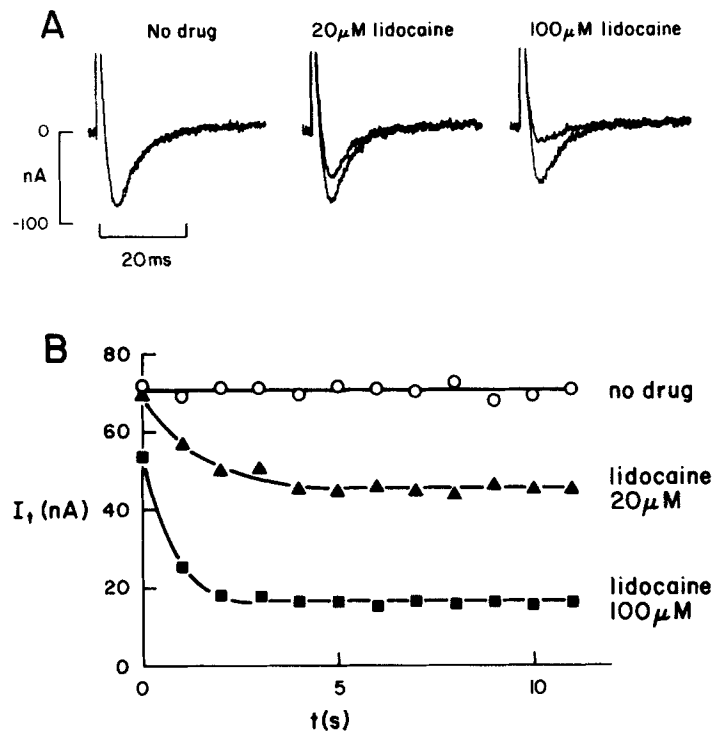 A
No drug
20μM lidocaine
100μM lidocaine
0
nA
-100
20ms
B
80
60
40
20
0
I_t (nA)
no drug
lidocaine
20μM
lidocaine
100μM
0
5
10
t(s)